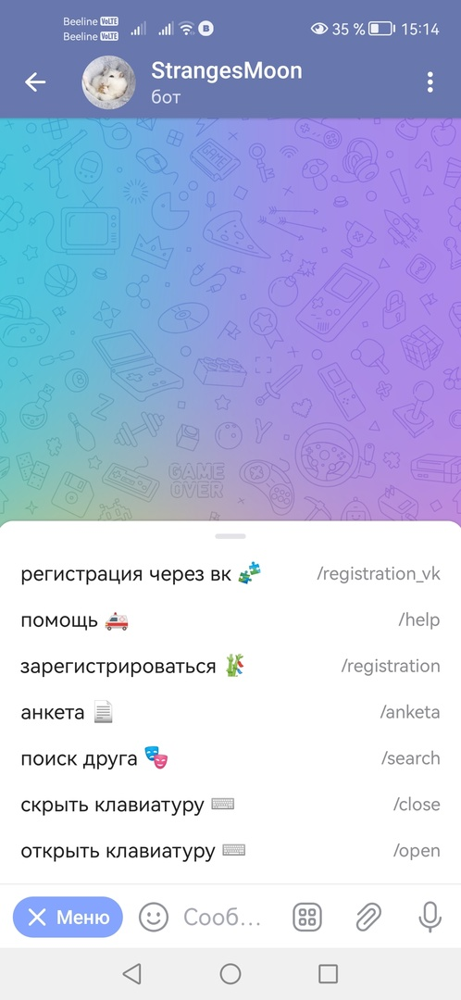 Beeline VoLTE
Beeline VoLTE
35 %
15:14
StrangesMoon
бот
GAME
GAME
OVER
регистрация через вк /registration_vk
помощь /help
зарегистрироваться /registration
анкета /anketa
поиск друга /search
скрыть клавиатуру /close
открыть клавиатуру /open
Меню
Сооб...